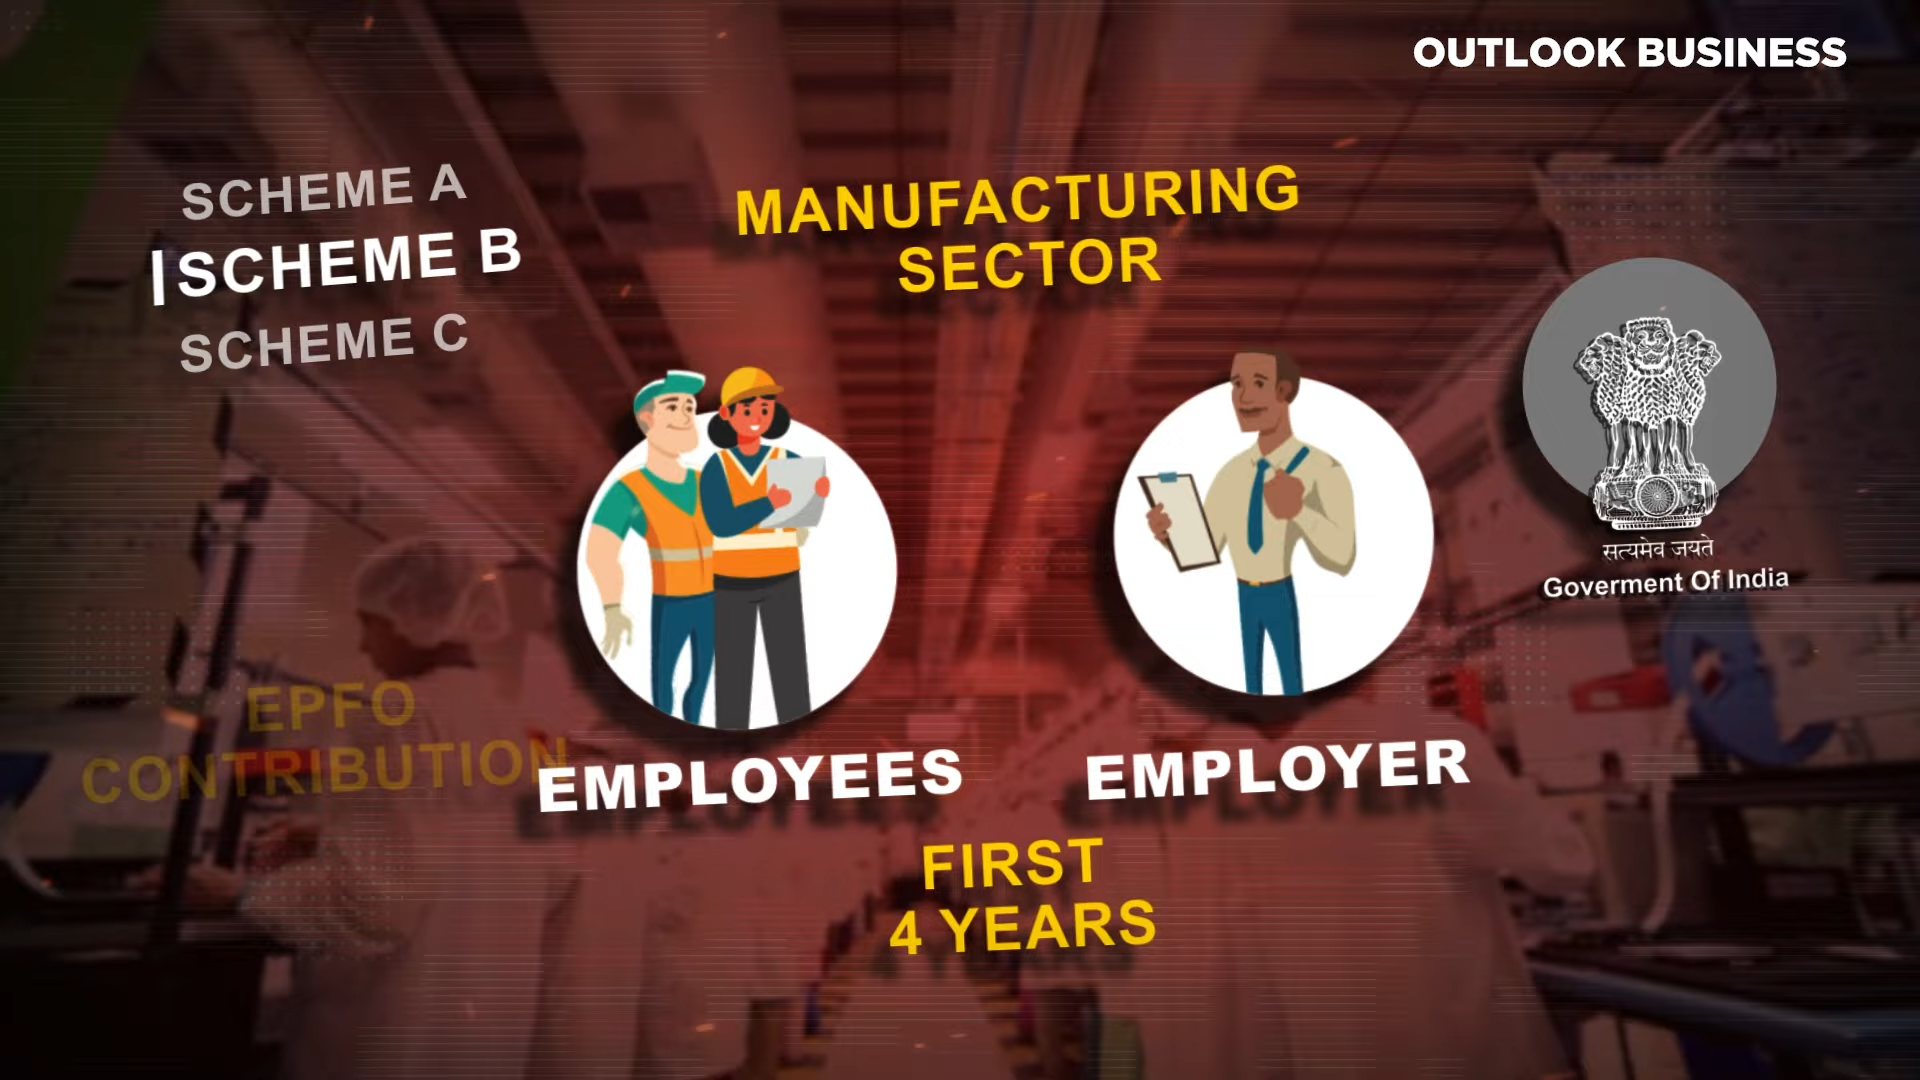 OUTLOOK BUSINESS
SCHEME A
SCHEME B
SCHEME C
MANUFACTURING
SECTOR
सत्यमेव जयते
Goverment Of India
EPFO
CONTRIBUTION
EMPLOYEES
EMPLOYER
FIRST
4 YEARS